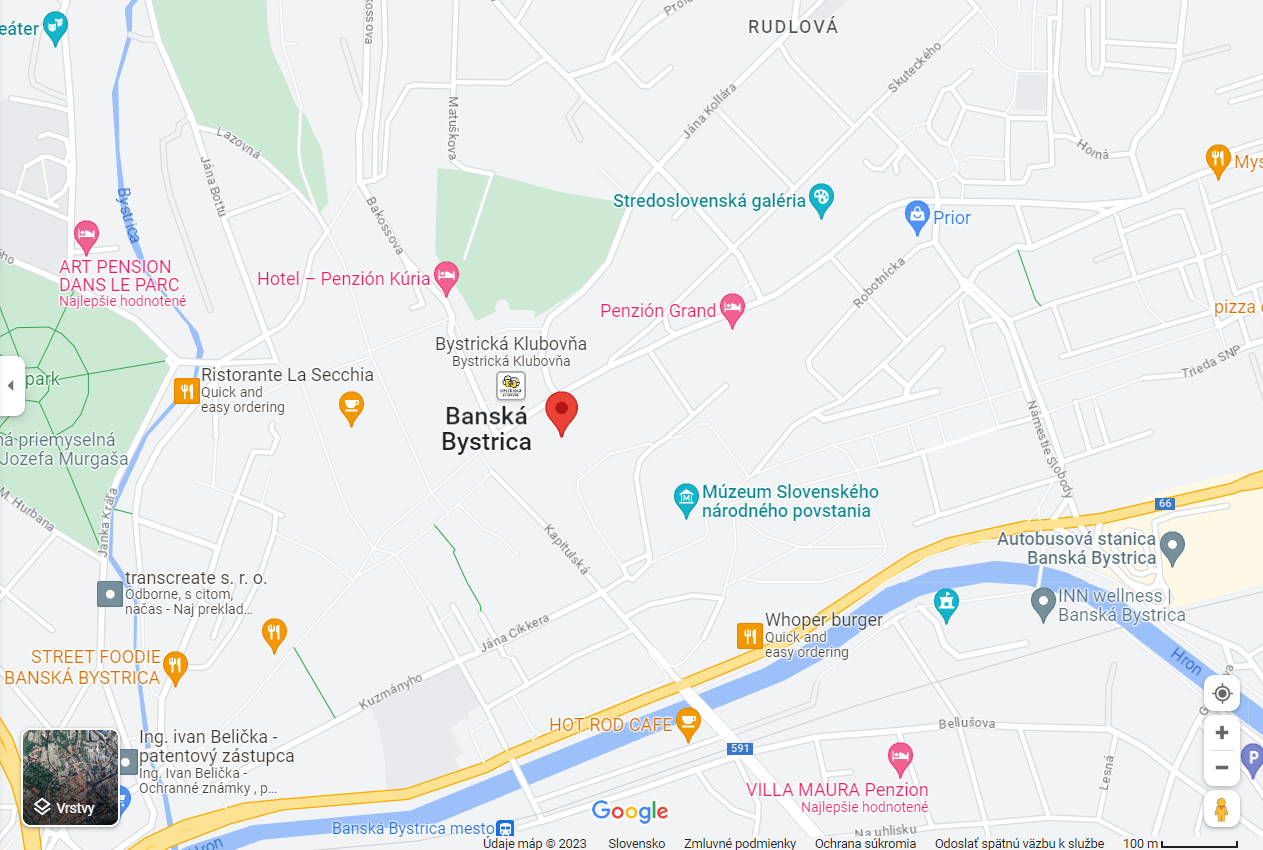 eáter
RUDLOVÁ
Skuteckého
Matuškova
Jána Kollára
Lazovná
Jána Bottu
Horná
Mys
Bystrica
Bakossova
Stredoslovenská galéria
Prior
ART PENSION
DANS LE PARC
Najlepšie hodnotené
Hotel – Penzión Kúria
Robotnícka
Penzión Grand
pizza
Bystrická Klubovňa
Bystrická Klubovňa
Trieda SNP
park
Ristorante La Secchia
Quick and
easy ordering
Banská
Bystrica
ná priemyselná
Jozefa Murgaša
Námestie Slobody
Múzeum Slovenského
národného povstania
M. Hurbana
Janka Kráľa
66
Kapitulská
Autobusová stanica
Banská Bystrica
transcreate s. r. o.
Odborne, s citom,
načas - Naj preklad...
INN wellness |
Banská Bystrica
Jána Cikkera
Whoper burger
Quick and
easy ordering
STREET FOODIE
BANSKÁ BYSTRICA
Hron
Kuzmányho
HOT ROD CAFE
Bellušova
591
Ing. ivan Belička -
patentový zástupca
Ing. Ivan Belička -
Ochranné známky , p...
Lesná
VILLA MAURA Penzion
Najlepšie hodnotené
Vrstvy
P
Google
Banská Bystrica mesto
Na uhlisku
Hron
Údaje máp © 2023 Slovensko Zmluvné podmienky Ochrana súkromia Odoslať spätnú väzbu k službe 100 m